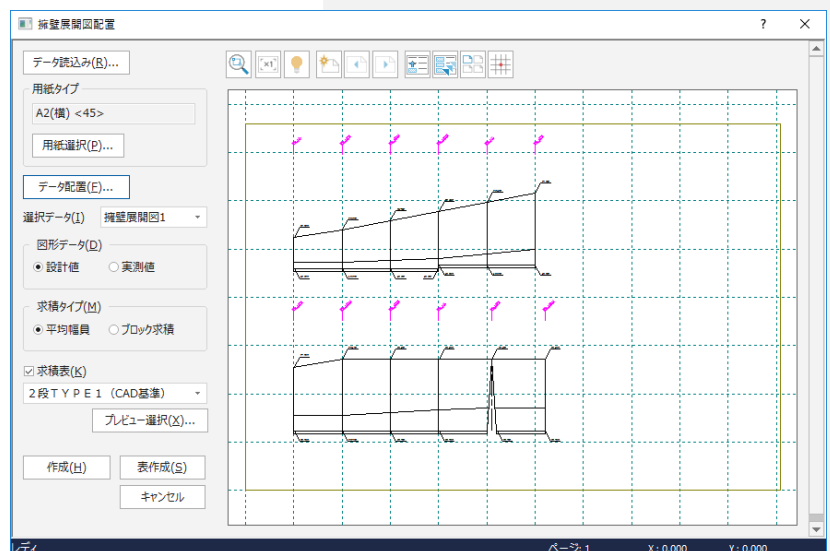 擁壁展開図配置
?
データ読込み(R)...
×1
用紙タイプ
A2(横) <45>
用紙選択(P)...
データ配置(F)...
選択データ(I) 擁壁展開図1
図形データ(D)
設計値 実測値
求積タイプ(M)
平均幅員 ブロック求積
求積表(K)
2段TYPE1(CAD基準)
プレビュー選択(X)...
作成(H) 表作成(S)
キャンセル
レディ ページ: 1 X : 0.000 Y : 0.000